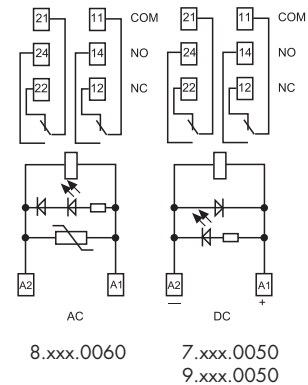 21 11 COM 21 11 COM
24 14 NO 24 14 NO
22 12 NC 22 12 NC
A2 A1 A2 A1
— +
AC DC
8.xxx.0060 7.xxx.0050
9.xxx.0050